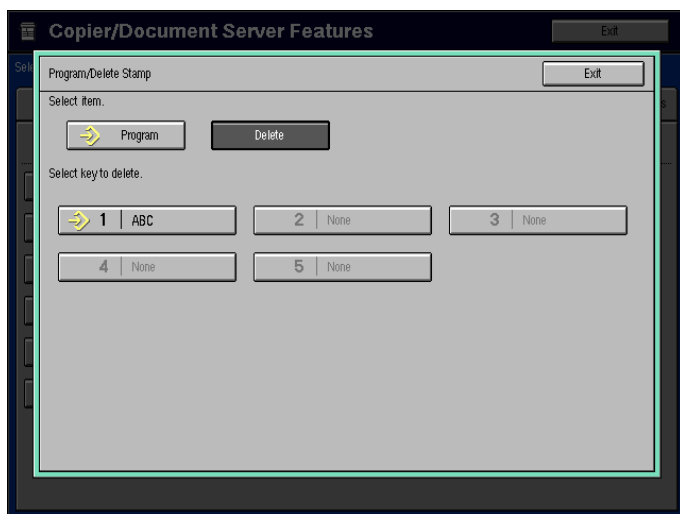 Copier/Document Server Features Exit
Sele
Program/Delete Stamp Exit
s
Select item.
Program Delete
Select key to delete.
1 ABC 2 None 3 None
4 None 5 None